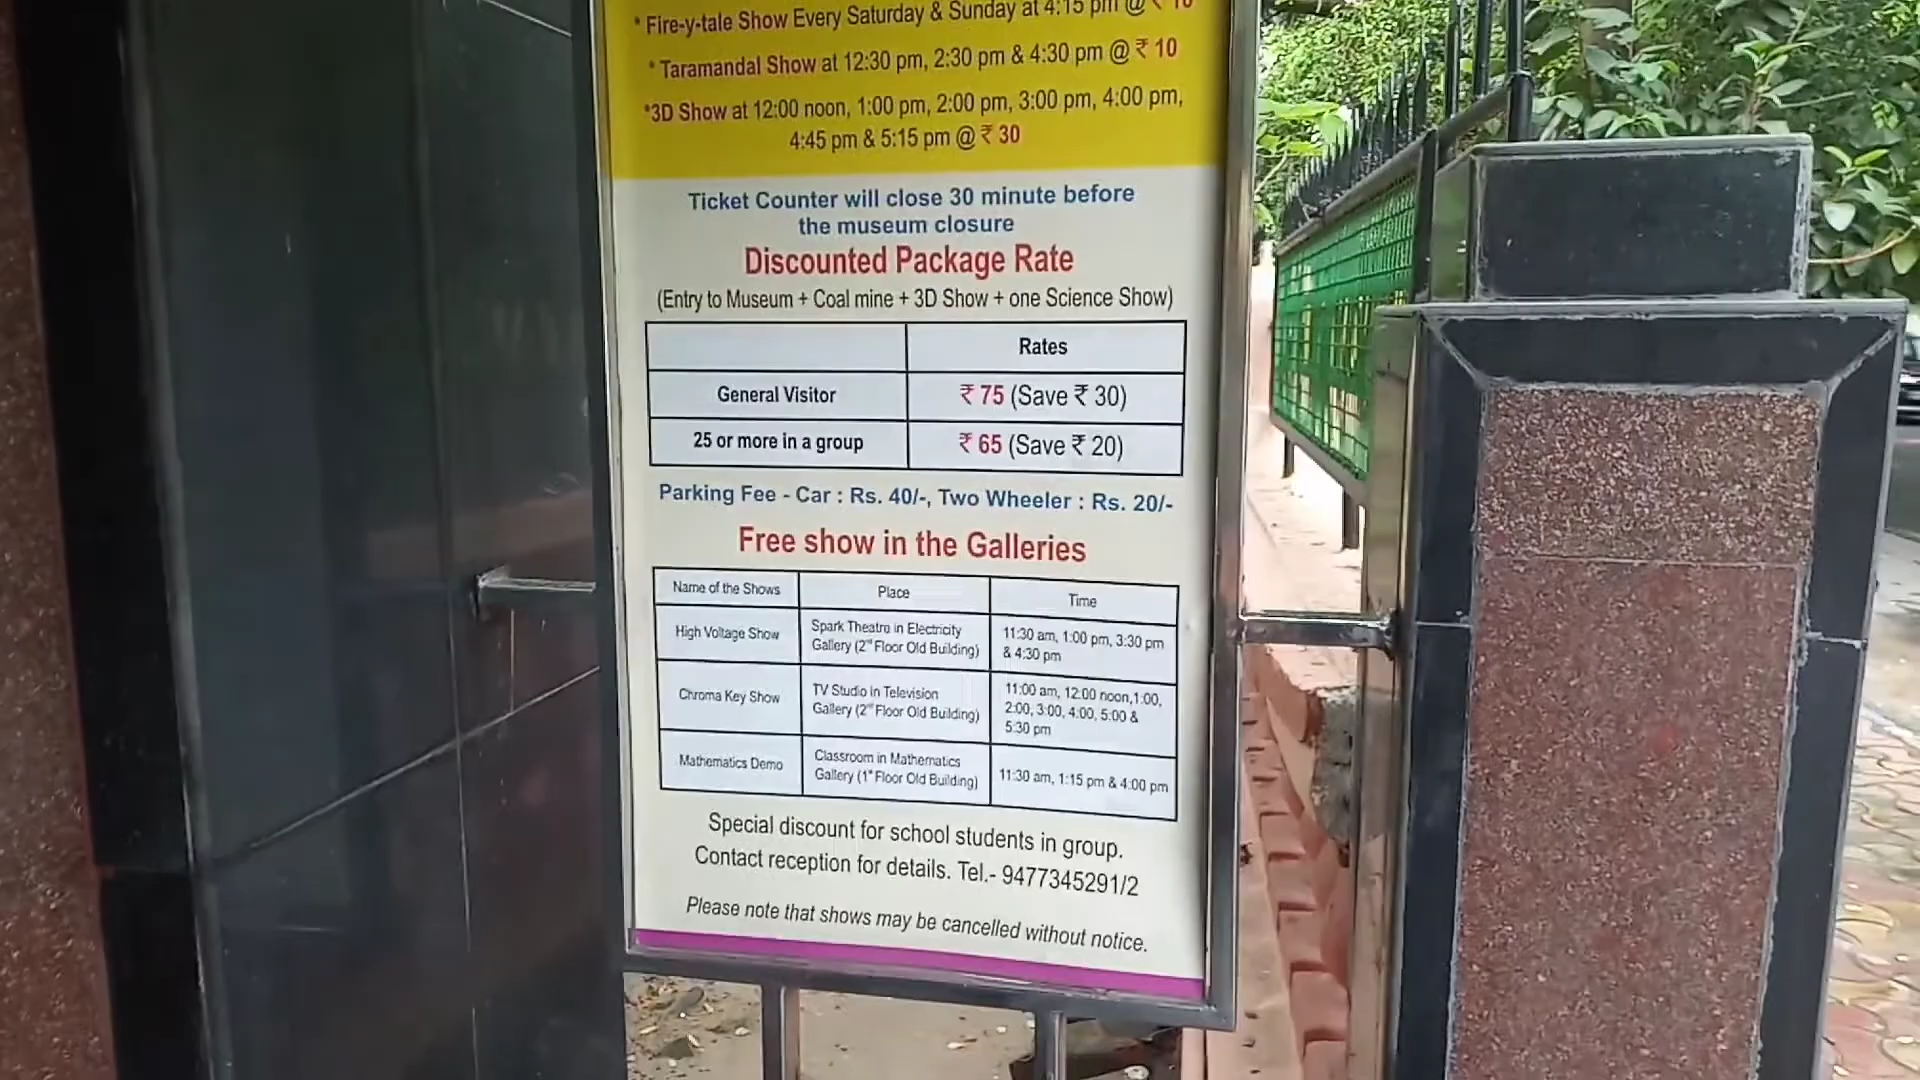 * Fire-y-tale Show Every Saturday & Sunday at 4:15 pm @ ₹ 10
* Taramandal Show at 12:30 pm, 2:30 pm & 4:30 pm @ ₹ 10
*3D Show at 12:00 noon, 1:00 pm, 2:00 pm, 3:00 pm, 4:00 pm,
4:45 pm & 5:15 pm @ ₹ 30
Ticket Counter will close 30 minute before
the museum closure
Discounted Package Rate
(Entry to Museum + Coal mine + 3D Show + one Science Show)
Rates
General Visitor ₹ 75 (Save ₹ 30)
25 or more in a group ₹ 65 (Save ₹ 20)
Parking Fee - Car : Rs. 40/-, Two Wheeler : Rs. 20/-
Free show in the Galleries
Name of the Shows Place Time
High Voltage Show
Spark Theatre in Electricity
Gallery (2nd Floor Old Building)
11:30 am, 1:00 pm, 3:30 pm
& 4:30 pm
Chroma Key Show
TV Studio in Television
Gallery (2nd Floor Old Building)
11:00 am, 12:00 noon,1:00,
2:00, 3:00, 4:00, 5:00 &
5:30 pm
Mathematics Demo
Classroom in Mathematics
Gallery (1st Floor Old Building)
11:30 am, 1:15 pm & 4:00 pm
Special discount for school students in group.
Contact reception for details. Tel.- 9477345291/2
Please note that shows may be cancelled without notice.